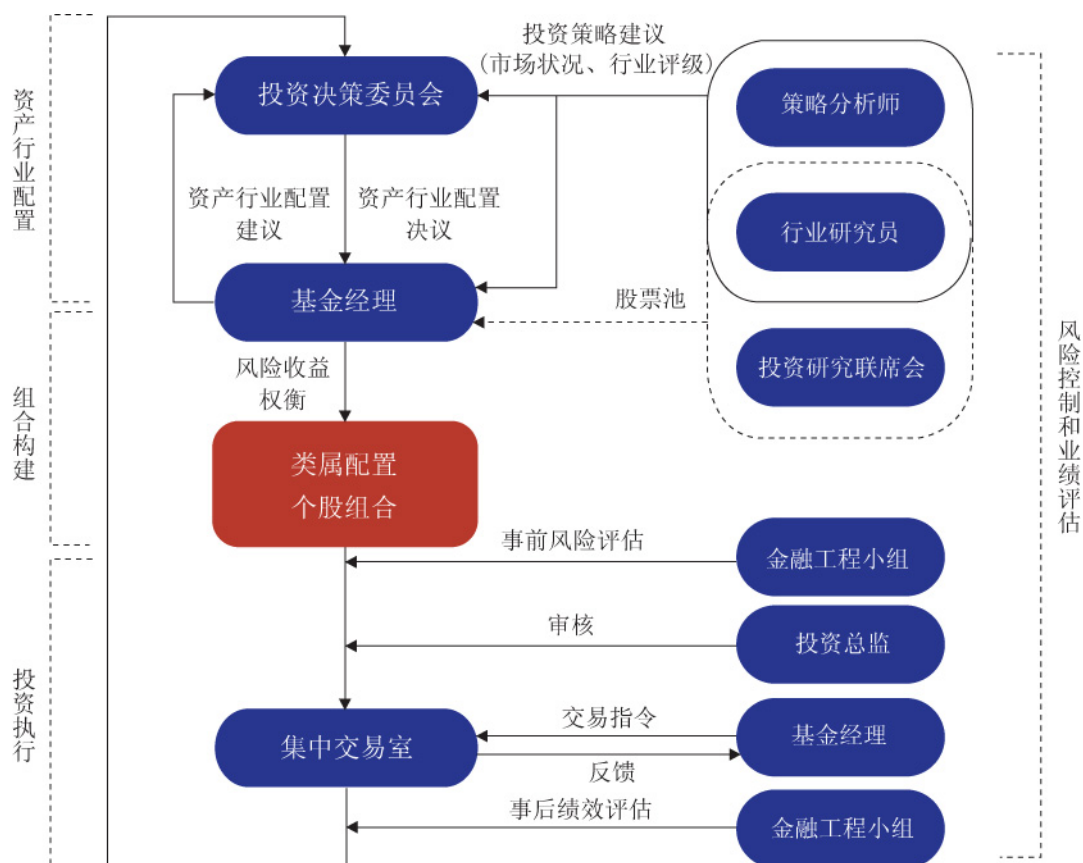 投资策略建议
(市场状况、行业评级)
投资决策委员会
策略分析师
资产行业配置
资产行业配置
建议
资产行业配置
决议
行业研究员
基金经理
股票池
投资研究联席会
风险收益
权衡
组合构建
类属配置
个股组合
风险控制和业绩评估
事前风险评估
金融工程小组
审核
投资总监
投资执行
集中交易室
交易指令
基金经理
反馈
事后绩效评估
金融工程小组